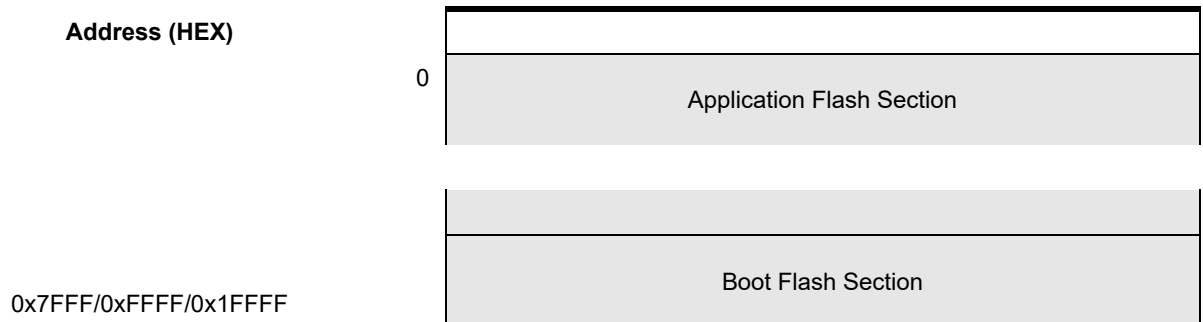 Address (HEX)
0
Application Flash Section
Boot Flash Section
0x7FFF/0xFFFF/0x1FFFF